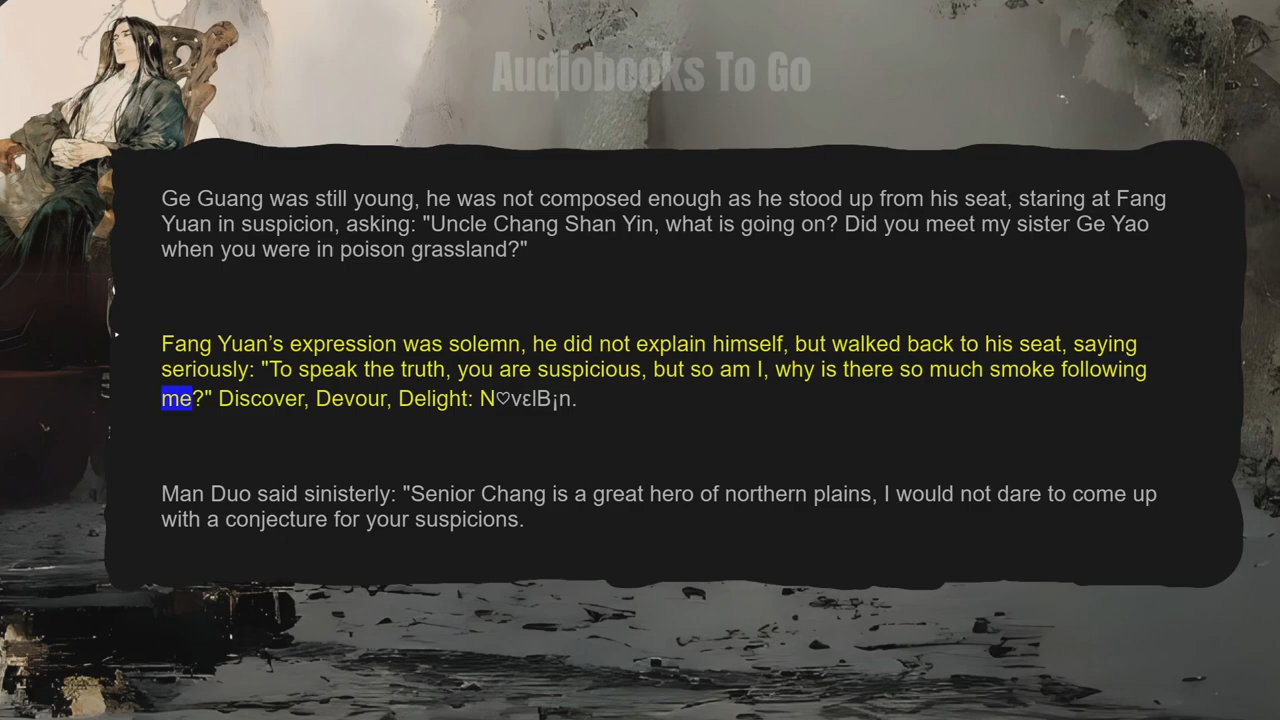 Audiobooks To Go
Ge Guang was still young, he was not composed enough as he stood up from his seat, staring at Fang
Yuan in suspicion, asking: "Uncle Chang Shan Yin, what is going on? Did you meet my sister Ge Yao
when you were in poison grassland?"
Fang Yuan’s expression was solemn, he did not explain himself, but walked back to his seat, saying
seriously: "To speak the truth, you are suspicious, but so am I, why is there so much smoke following
me?" Discover, Devour, Delight: N♡vεlB¡n.
Man Duo said sinisterly: "Senior Chang is a great hero of northern plains, I would not dare to come up
with a conjecture for your suspicions.